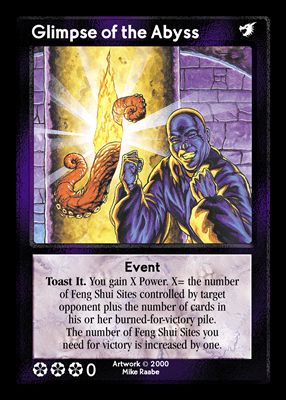 Glimpse of the Abyss
Event
Toast It. You gain X Power. X= the number
of Feng Shui Sites controlled by target
opponent plus the number of cards in
his or her burned-for-victory pile.
The number of Feng Shui Sites you
need for victory is increased by one.
Artwork © 2000
Mike Raabe
0